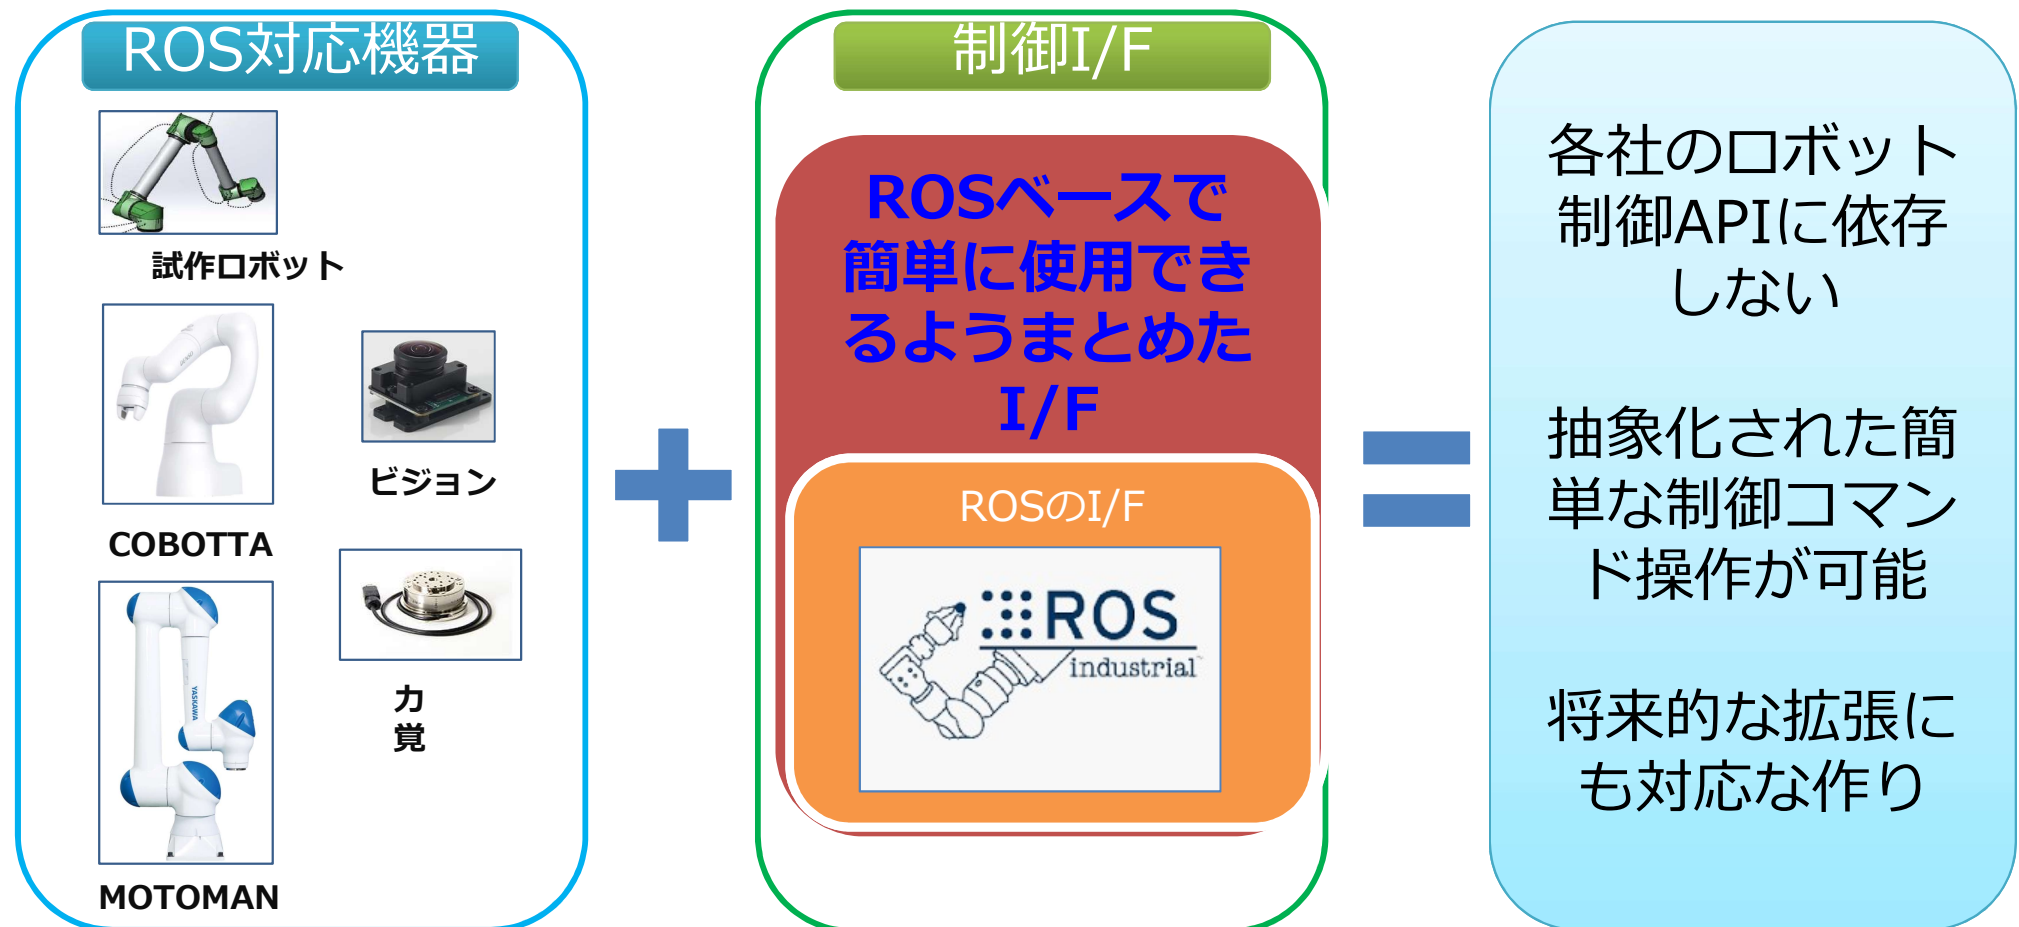 ROS対応機器
試作ロボット
COBOTTA
ビジョン
力
覚
YASKAWA
MOTOMAN
制御I/F
ROSベースで
簡単に使用でき
るようまとめた
I/F
ROSのI/F
ROS
industrial
各社のロボット
制御APIに依存
しない
抽象化された簡
単な制御コマン
ド操作が可能
将来的な拡張に
も対応な作り